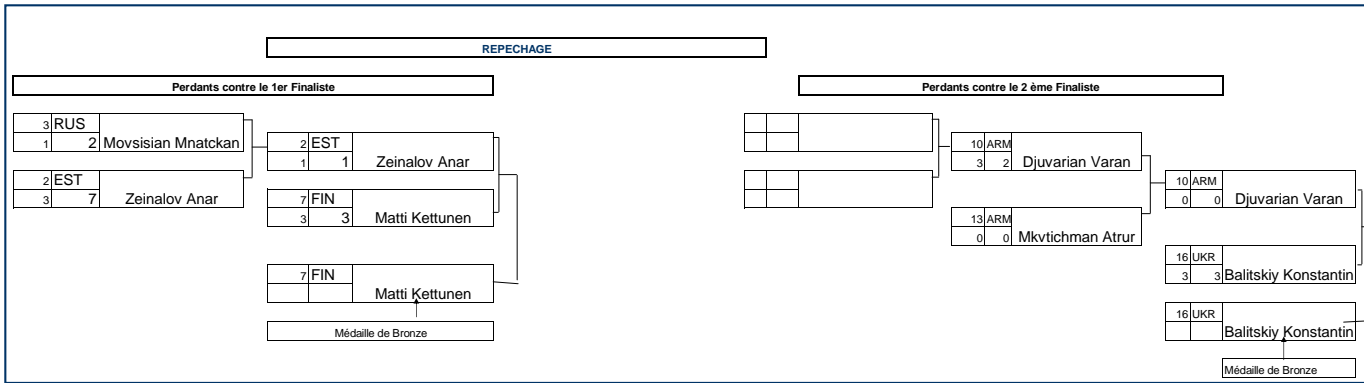 REPECHAGE
Perdants contre le 1er Finaliste
Perdants contre le 2 ème Finaliste
3 RUS
1 2 Movsisian Mnatckan
2 EST
3 7 Zeinalov Anar
2 EST
1 1 Zeinalov Anar
7 FIN
3 3 Matti Kettunen
7 FIN
Matti Kettunen
Médaille de Bronze
10 ARM
3 2 Djuvarian Varan
13 ARM
0 0 Mkvtichman Atrur
10 ARM
0 0 Djuvarian Varan
16 UKR
3 3 Balitskiy Konstantin
16 UKR
Balitskiy Konstantin
Médaille de Bronze